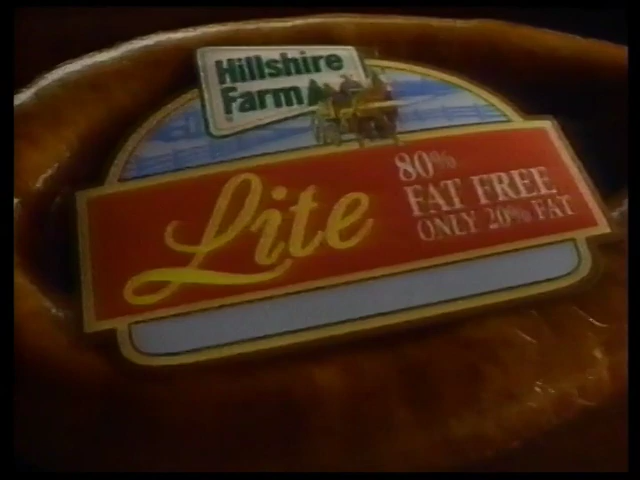 Hillshire
Farm
Lite
80%
FAT FREE
ONLY 20% FAT